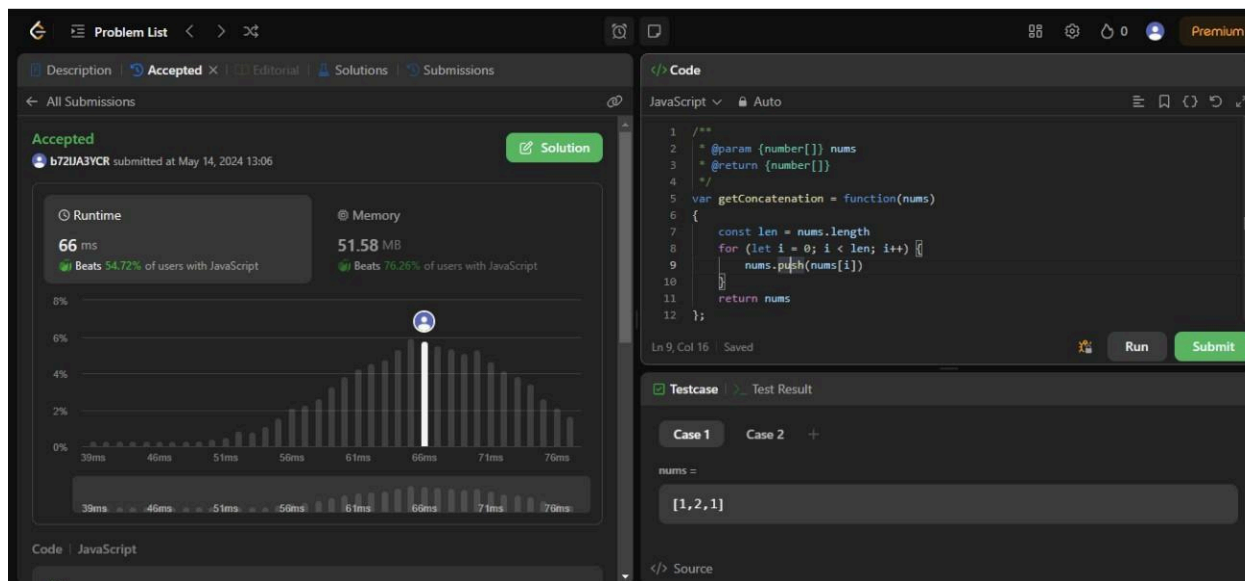 Problem List
0
Premium
Description | Accepted | Editorial | Solutions | Submissions
All Submissions
Accepted
b72IJA3YCR submitted at May 14, 2024 13:06
Solution
Runtime
66 ms
Beats 54.72% of users with JavaScript
Memory
51.58 MB
Beats 76.26% of users with JavaScript
8%
6%
4%
2%
0%
39ms 46ms 51ms 56ms 61ms 66ms 71ms 76ms
39ms 46ms 51ms 56ms 61ms 66ms 71ms 76ms
Code | JavaScript
</> Code
JavaScript Auto
1 /**
2 * @param {number[]} nums
3 * @return {number[]}
4 */
5 var getConcatenation = function(nums)
6 {
7 const len = nums.length
8 for (let i = 0; i < len; i++) {
9 nums.push(nums[i])
10 }
11 return nums
12 };
Ln 9, Col 16 | Saved
Run
Submit
Testcase | >_ Test Result
Case 1 Case 2 +
nums =
[1,2,1]
</> Source